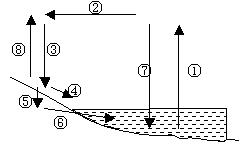 ②
⑧ ③ ⑦ ①
④
⑤
⑥